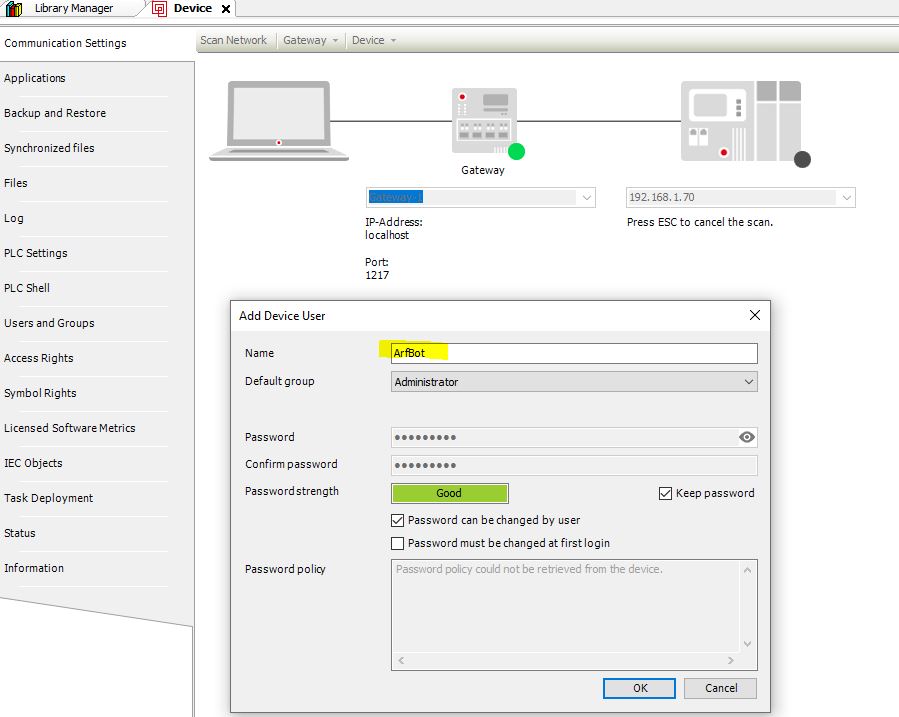 Library Manager
Device
Communication Settings
Scan Network Gateway Device
Applications
Backup and Restore
Synchronized files
Files
Log
PLC Settings
PLC Shell
Users and Groups
Access Rights
Symbol Rights
Licensed Software Metrics
IEC Objects
Task Deployment
Status
Information
Gateway
Gateway-1
192.168.1.70
IP-Address:
localhost
Press ESC to cancel the scan.
Port:
1217
Add Device User
Name
ArfBot
Default group
Administrator
Password
Confirm password
Password strength
Good
Keep password
Password can be changed by user
Password must be changed at first login
Password policy
Password policy could not be retrieved from the device.
OK
Cancel